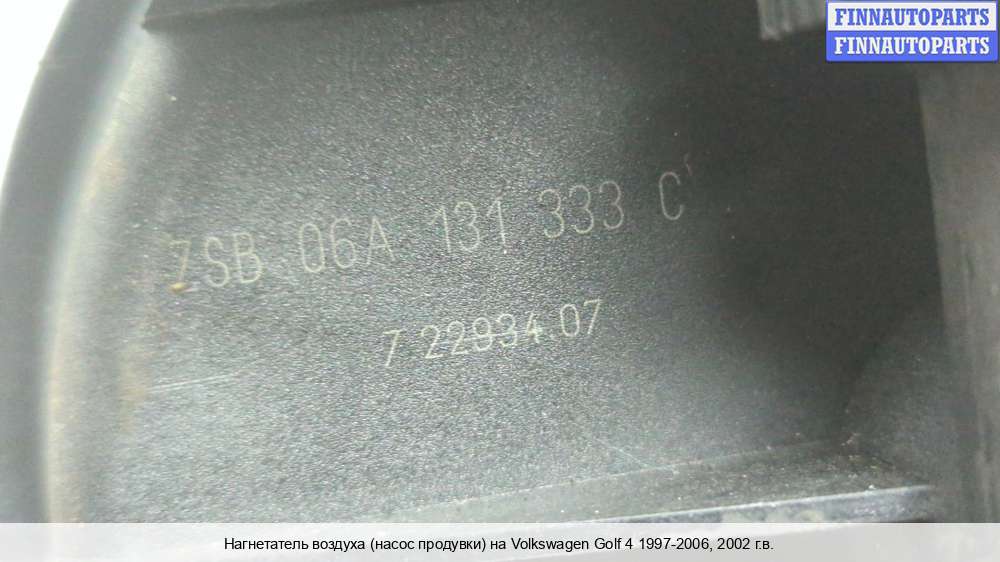 FINNAUTOPARTS
FINNAUTOPARTS
ZSB 06A 131 333 C
7 22934 07
Нагнетатель воздуха (насос продувки) на Volkswagen Golf 4 1997-2006, 2002 г.в.